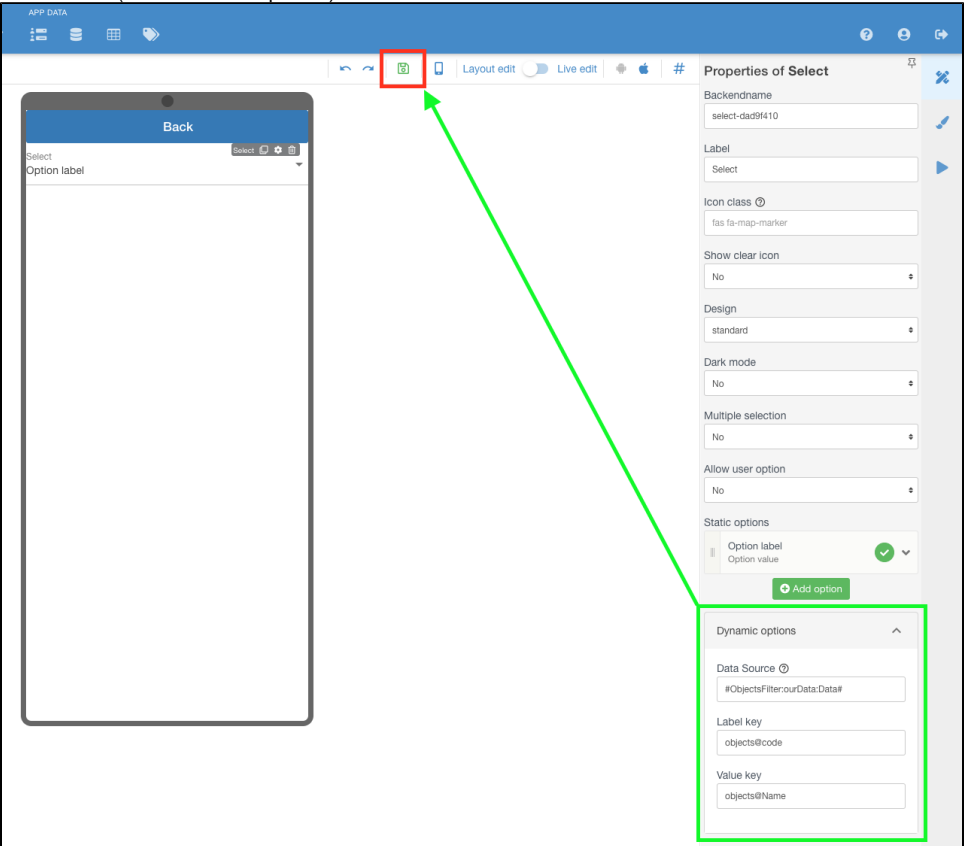 APP DATA
Layout edit
Live edit
#
Properties of Select
Backendname
select-dad9f410
Label
Select
Icon class
fas fa-map-marker
Show clear icon
No
Design
standard
Dark mode
No
Multiple selection
No
Allow user option
No
Static options
Option label
Option value
Add option
Dynamic options
Data Source
#ObjectsFilter:ourData:Data#
Label key
objects@code
Value key
objects@Name
Back
Select
Select
Option label